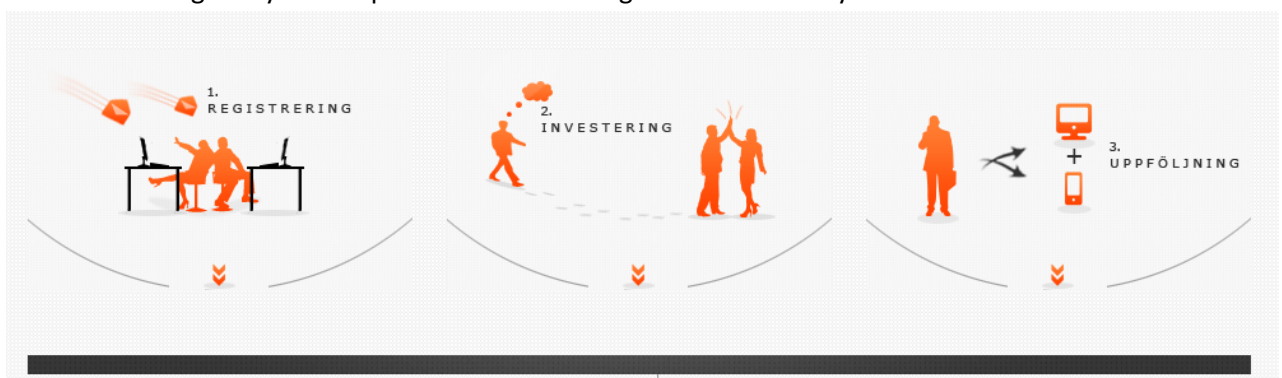 1.
REGISTRERING
2.
INVESTERING
3.
UPPFÖLJNING